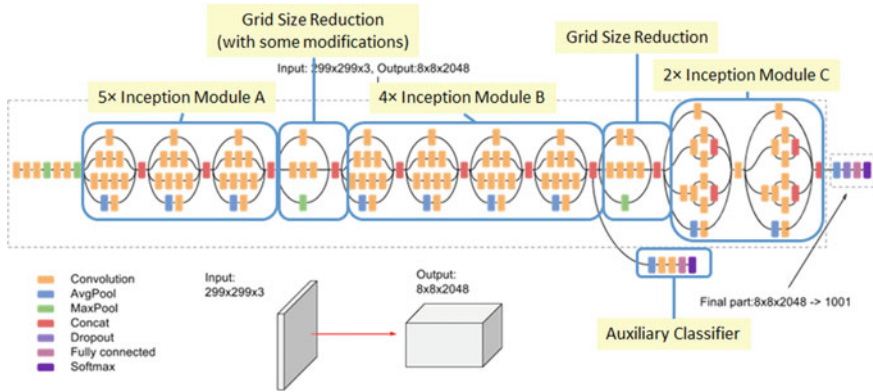 Grid Size Reduction
(with some modifications)
Grid Size Reduction
Input: 299x299x3, Output:8x8x2048
5× Inception Module A
4× Inception Module B
2× Inception Module C
Convolution
AvgPool
MaxPool
Concat
Dropout
Fully connected
Softmax
Input:
299x299x3
Output:
8x8x2048
Auxiliary Classifier
Final part:8x8x2048 -> 1001